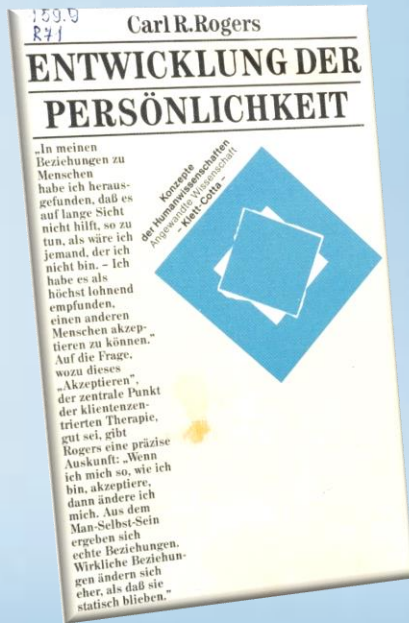 159.9
R71
Carl R.Rogers
ENTWICKLUNG DER
PERSÖNLICHKEIT
„In meinen
Beziehungen zu
Menschen
habe ich heraus-
gefunden, daß es
auf lange Sicht
nicht hilft, so zu
tun, als wäre ich
jemand, der ich
nicht bin. – Ich
habe es als
höchst lohnend
empfunden,
einen anderen
Menschen akzep-
tieren zu können.“
Auf die Frage,
wozu dieses
„Akzeptieren“,
der zentrale Punkt
der klientenzen-
trierten Therapie,
gut sei, gibt
Rogers eine präzise
Auskunft: „Wenn
ich mich so, wie ich
bin, akzeptiere,
dann ändere ich
mich. Aus dem
Man-Selbst-Sein
ergeben sich
echte Beziehungen.
Wirkliche Beziehun-
gen ändern sich
eher, als daß sie
statisch blieben.“
Konzepte
der Humanwissenschaften
Angewandte Wissenschaft
– Klett-Cotta –